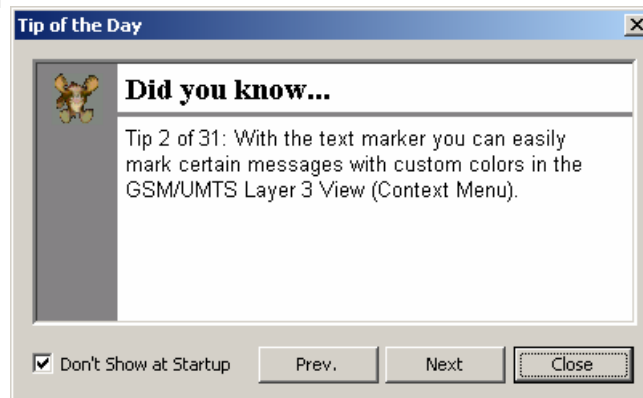 Tip of the Day
Did you know...
Tip 2 of 31: With the text marker you can easily
mark certain messages with custom colors in the
GSM/UMTS Layer 3 View (Context Menu).
Don't Show at Startup
Prev.
Next
Close